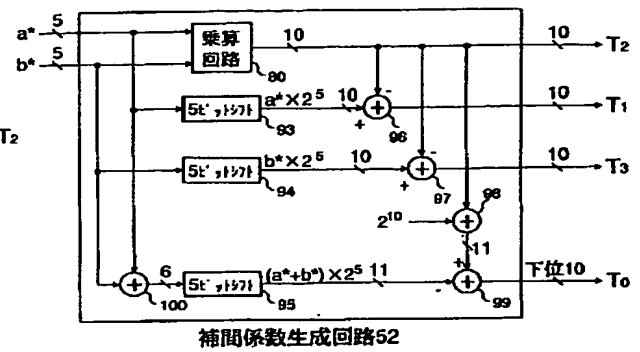 a* 5
b* 5
乗算
回路
80
10
10
T2
T2
5ビットシフト
93
a*×2^5
10
-
+
96
10
T1
5ビットシフト
94
b*×2^5
10
-
+
97
10
T3
98
2^10
11
100
6
5ビットシフト
95
(a*+b*)×2^5
11
+
-
99
下位10
T0
補間係数生成回路52